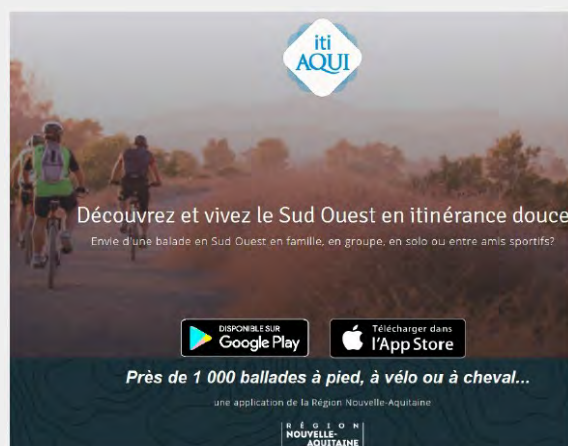 iti
AQUI
Découvrez et vivez le Sud Ouest en itinérance douce
Envie d'une balade en Sud Ouest en famille, en groupe, en solo ou entre amis sportifs?
DISPONIBLE SUR
Google Play
Télécharger dans
l'App Store
Près de 1 000 ballades à pied, à vélo ou à cheval...
une application de la Région Nouvelle-Aquitaine
RÉGION
NOUVELLE-
AQUITAINE